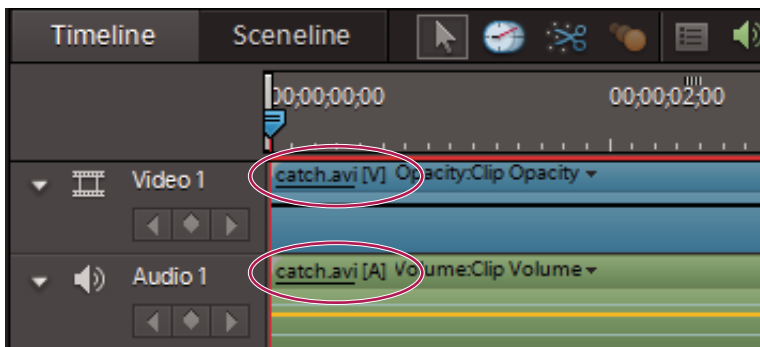 Timeline Sceneline
00;00;00;00 00;00;02;00
Video 1 catch.avi [V] Opacity:Clip Opacity
Audio 1 catch.avi [A] Volume:Clip Volume